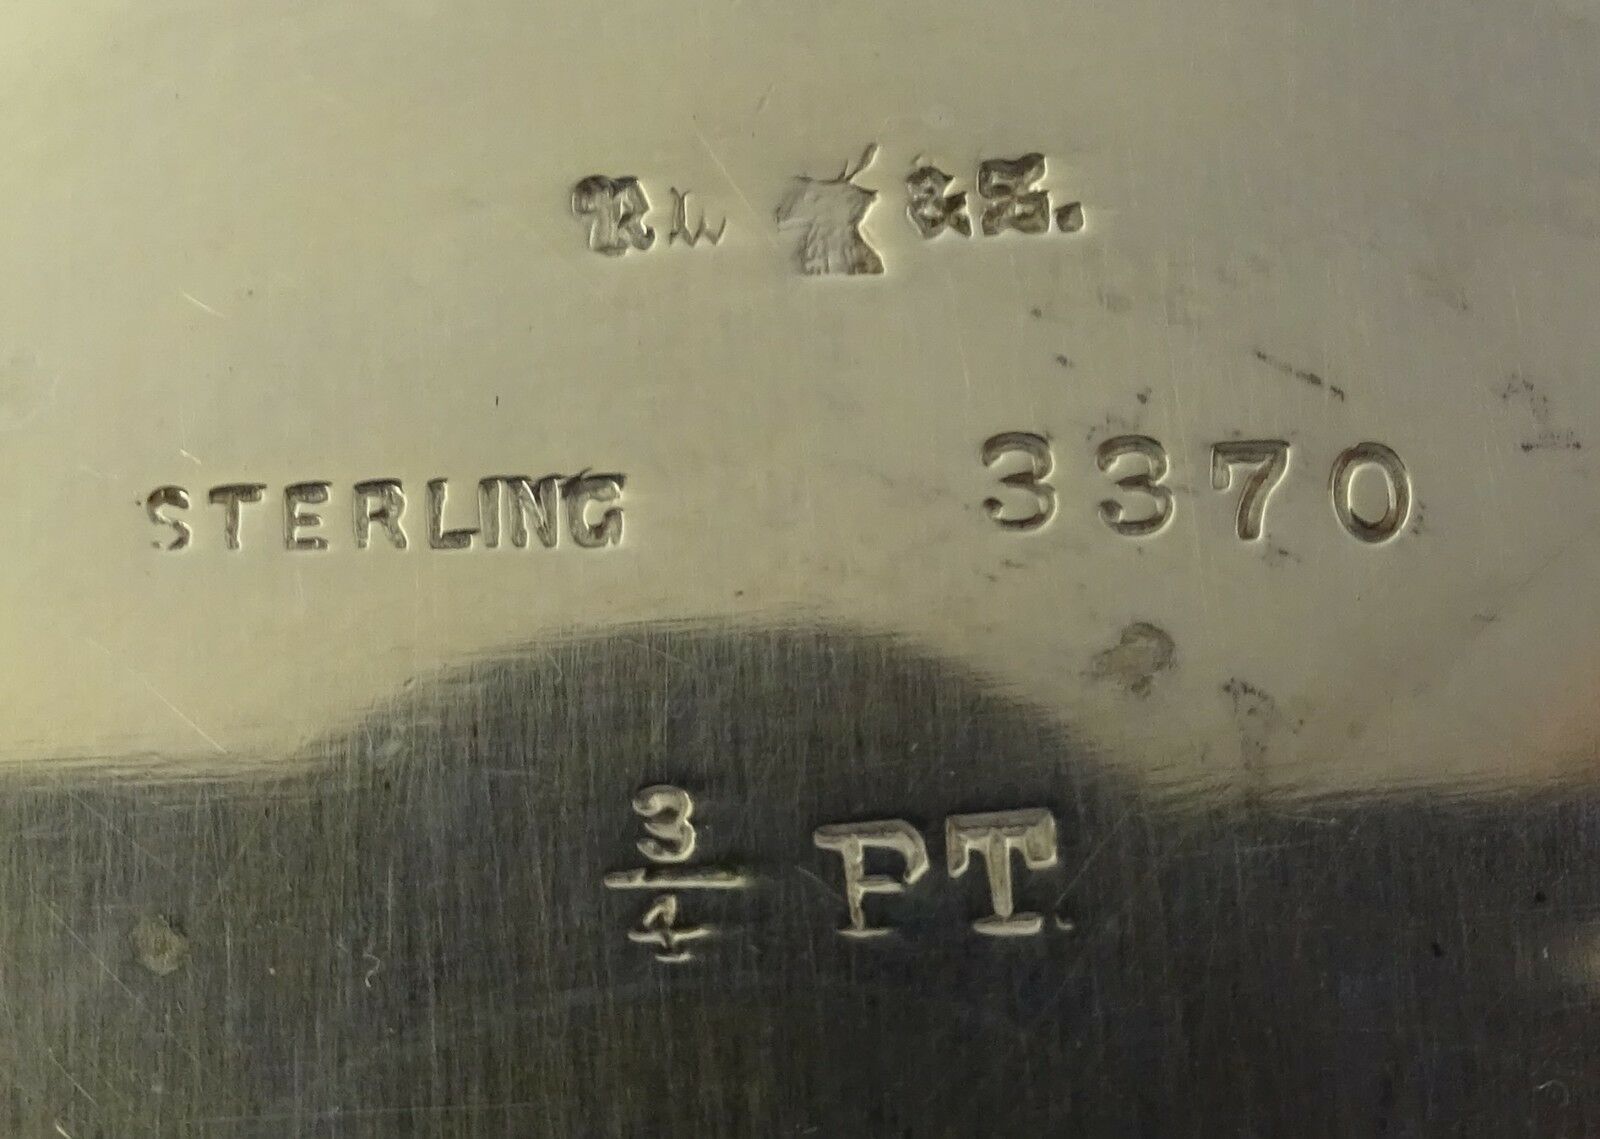 R. W. & S.
STERLING 3370
3/4 PT.